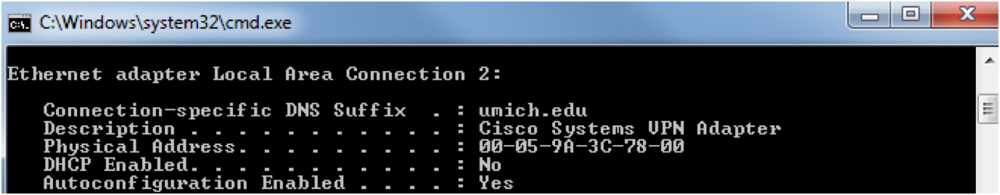 C:\Windows\system32\cmd.exe
Ethernet adapter Local Area Connection 2:
Connection-specific DNS Suffix . : umich.edu
Description . . . . . . . . . . . : Cisco Systems VPN Adapter
Physical Address. . . . . . . . . : 00-05-9A-3C-78-00
DHCP Enabled. . . . . . . . . . . : No
Autoconfiguration Enabled . . . . : Yes